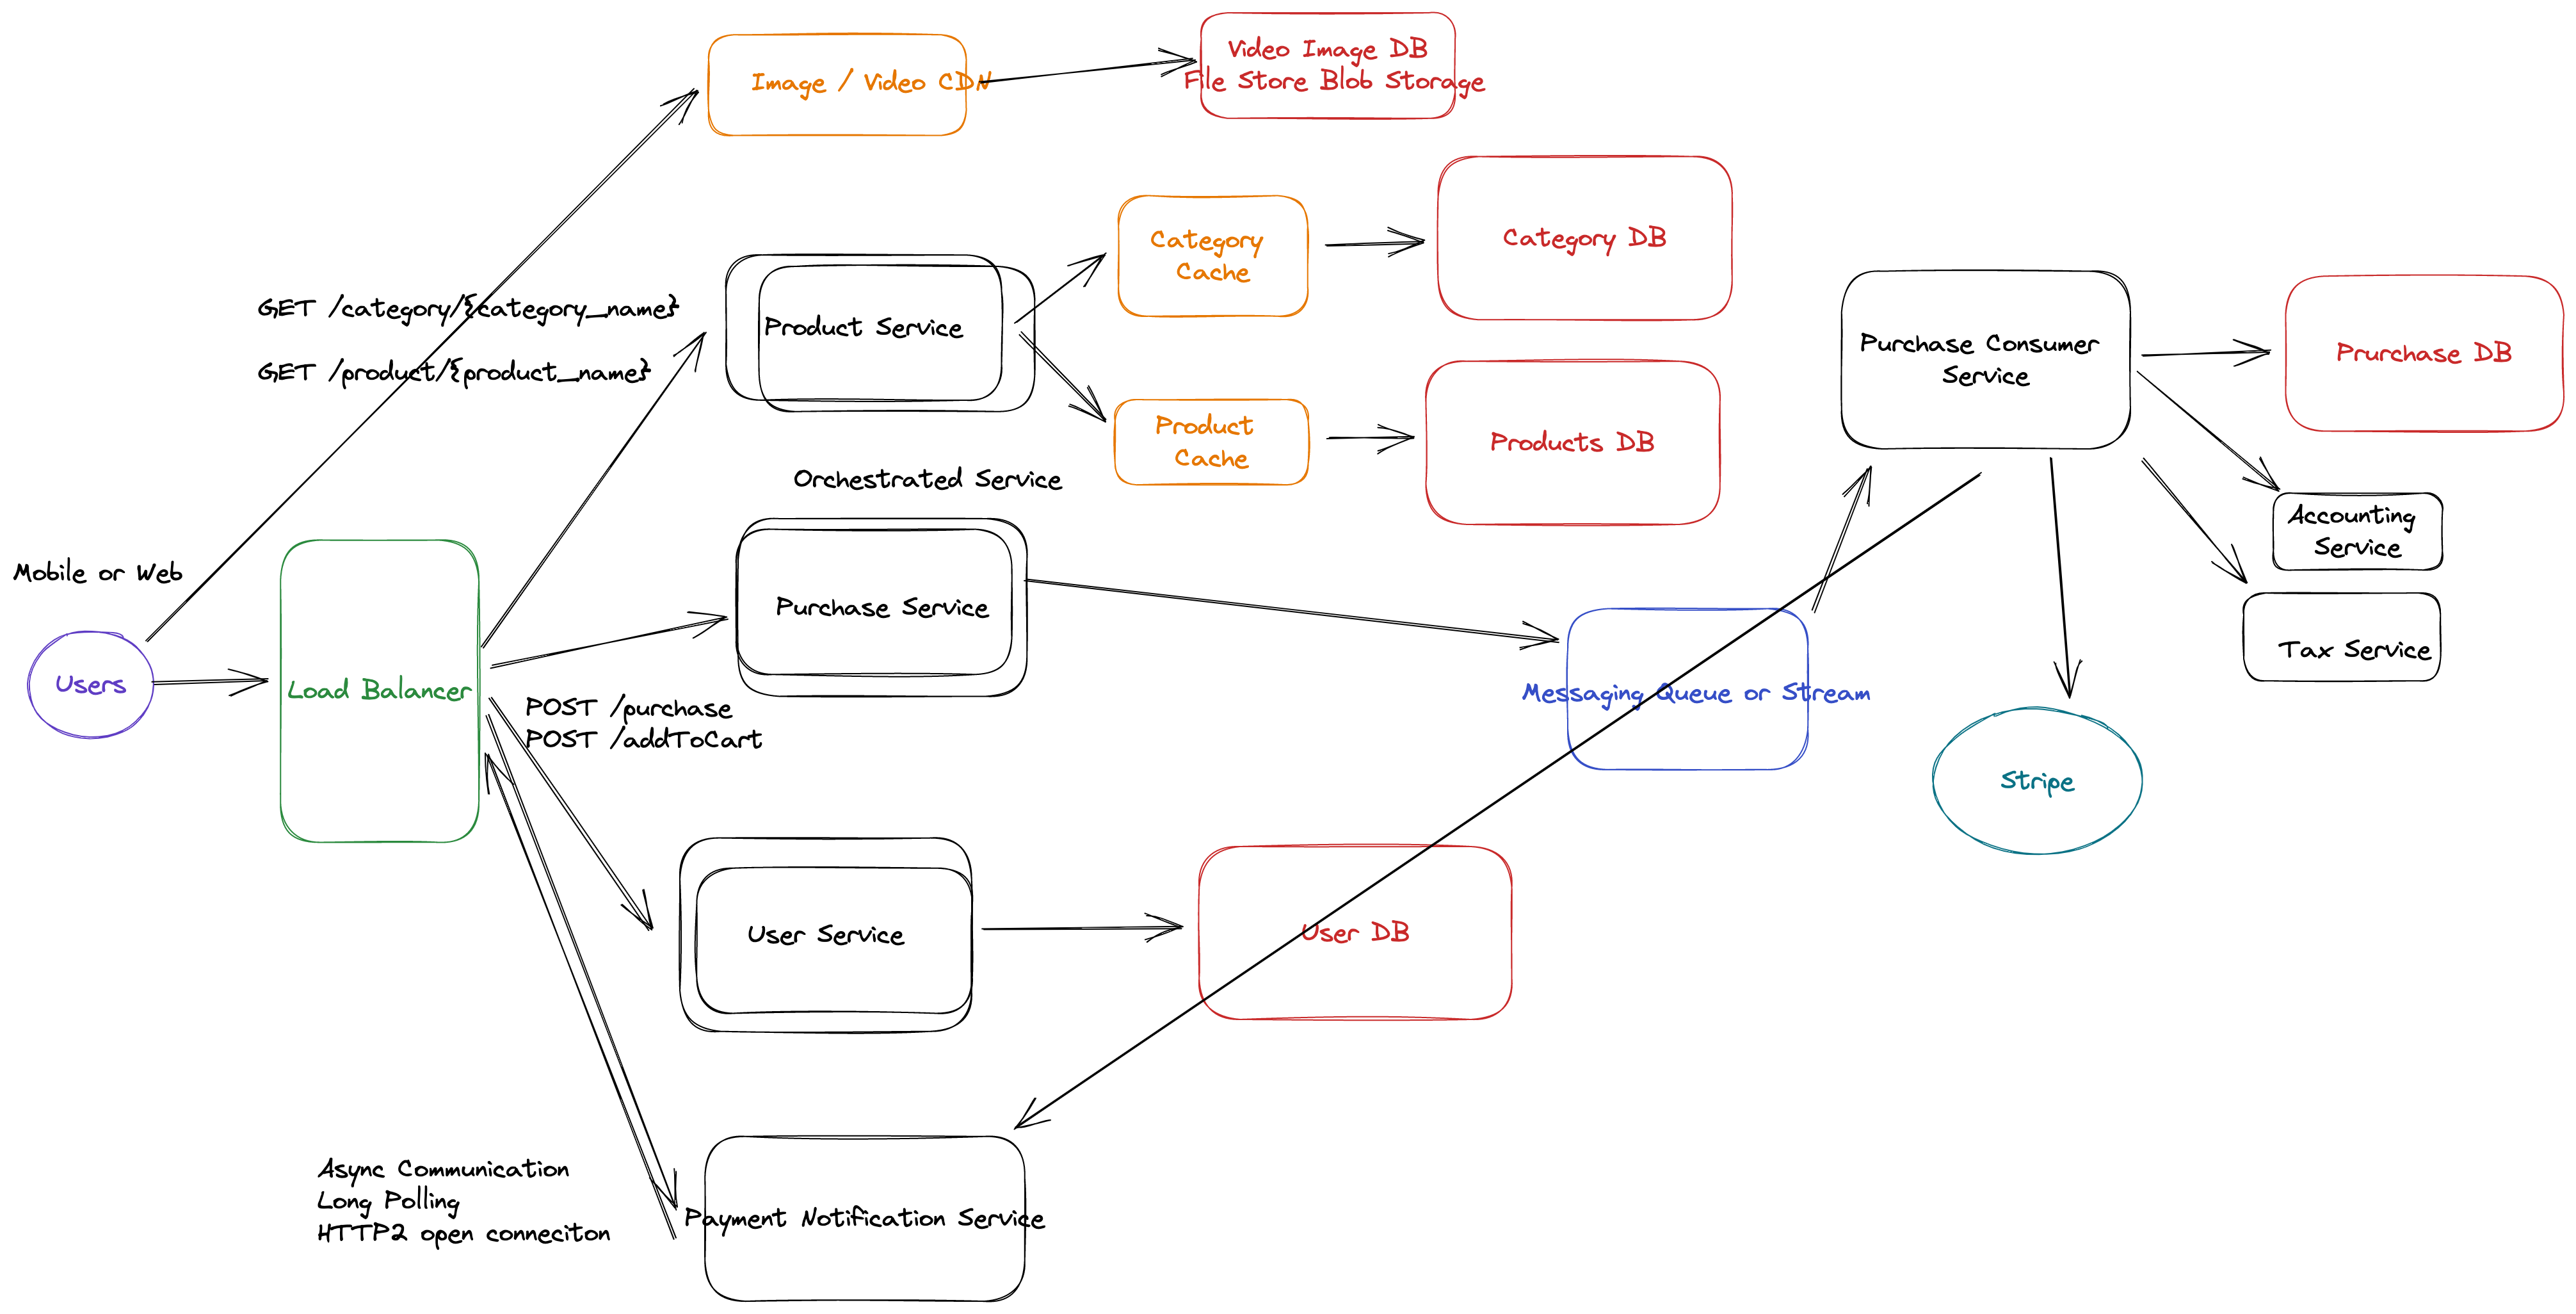 Video Image DB
File Store Blob Storage
Image / Video CDN
Category
Cache
Category DB
GET /category/{category_name}
GET /product/{product_name}
Product Service
Purchase Consumer
Service
Prurchase DB
Product
Cache
Products DB
Orchestrated Service
Accounting
Service
Mobile or Web
Purchase Service
Tax Service
Users
Load Balancer
Messaging Queue or Stream
POST /purchase
POST /addToCart
Stripe
User Service
User DB
Async Communication
Long Polling
HTTP2 open conneciton
Payment Notification Service